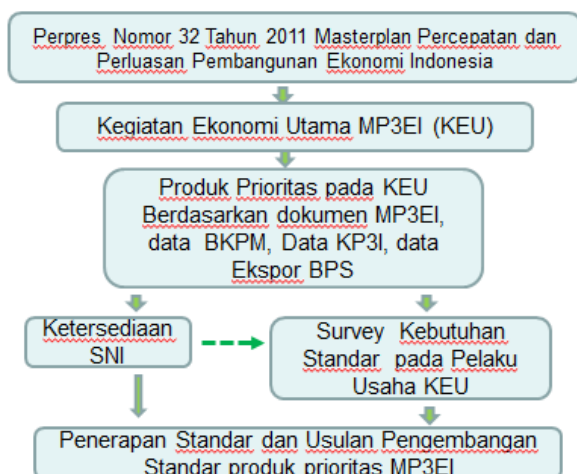 Perpres Nomor 32 Tahun 2011 Masterplan Percepatan dan
Perluasan Pembangunan Ekonomi Indonesia
Kegiatan Ekonomi Utama MP3EI (KEU)
Produk Prioritas pada KEU
Berdasarkan dokumen MP3EI,
data BKPM, Data KP3I, data
Ekspor BPS
Ketersediaan
SNI
Survey Kebutuhan
Standar pada Pelaku
Usaha KEU
Penerapan Standar dan Usulan Pengembangan
Standar produk prioritas MP3EI